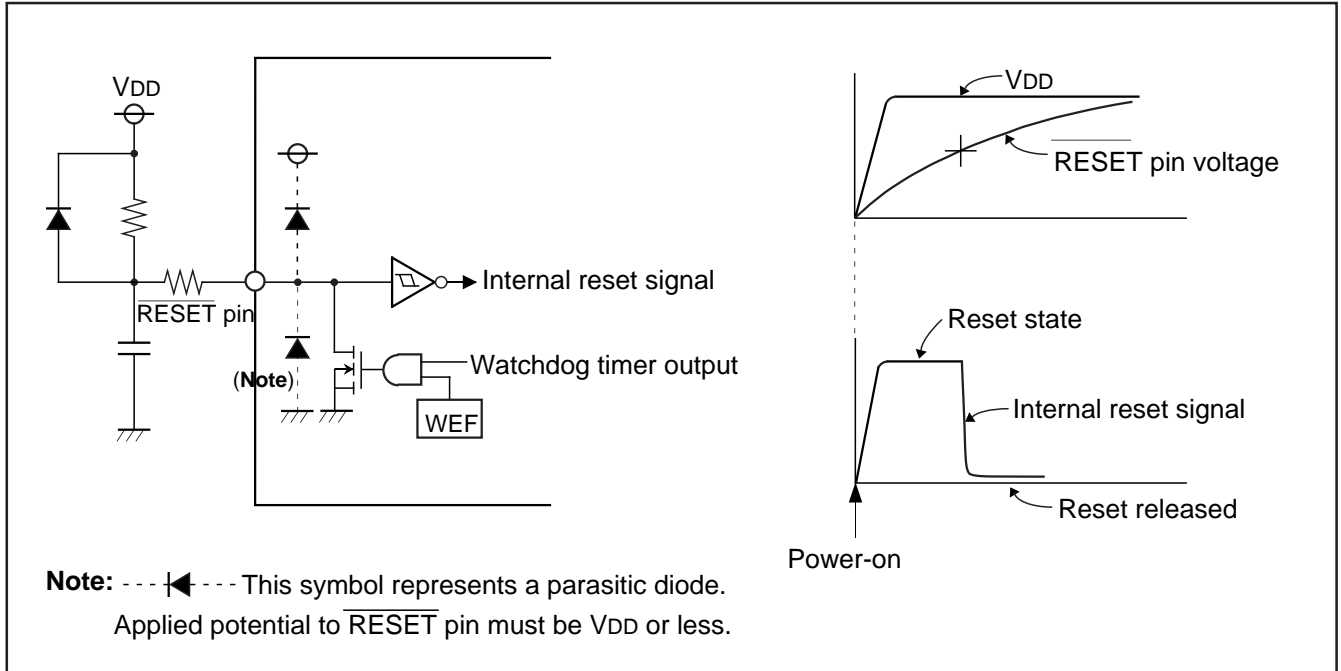 VDD
RESET pin
(Note)
Internal reset signal
Watchdog timer output
WEF
VDD
RESET pin voltage
Reset state
Internal reset signal
Reset released
Power-on
Note: This symbol represents a parasitic diode.
Applied potential to RESET pin must be VDD or less.